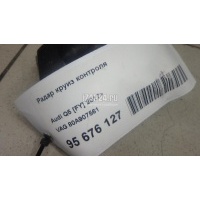 Радар круиз контроля
Audi Q5 [FY] 2017>
VAG 80A907561
95 676 127